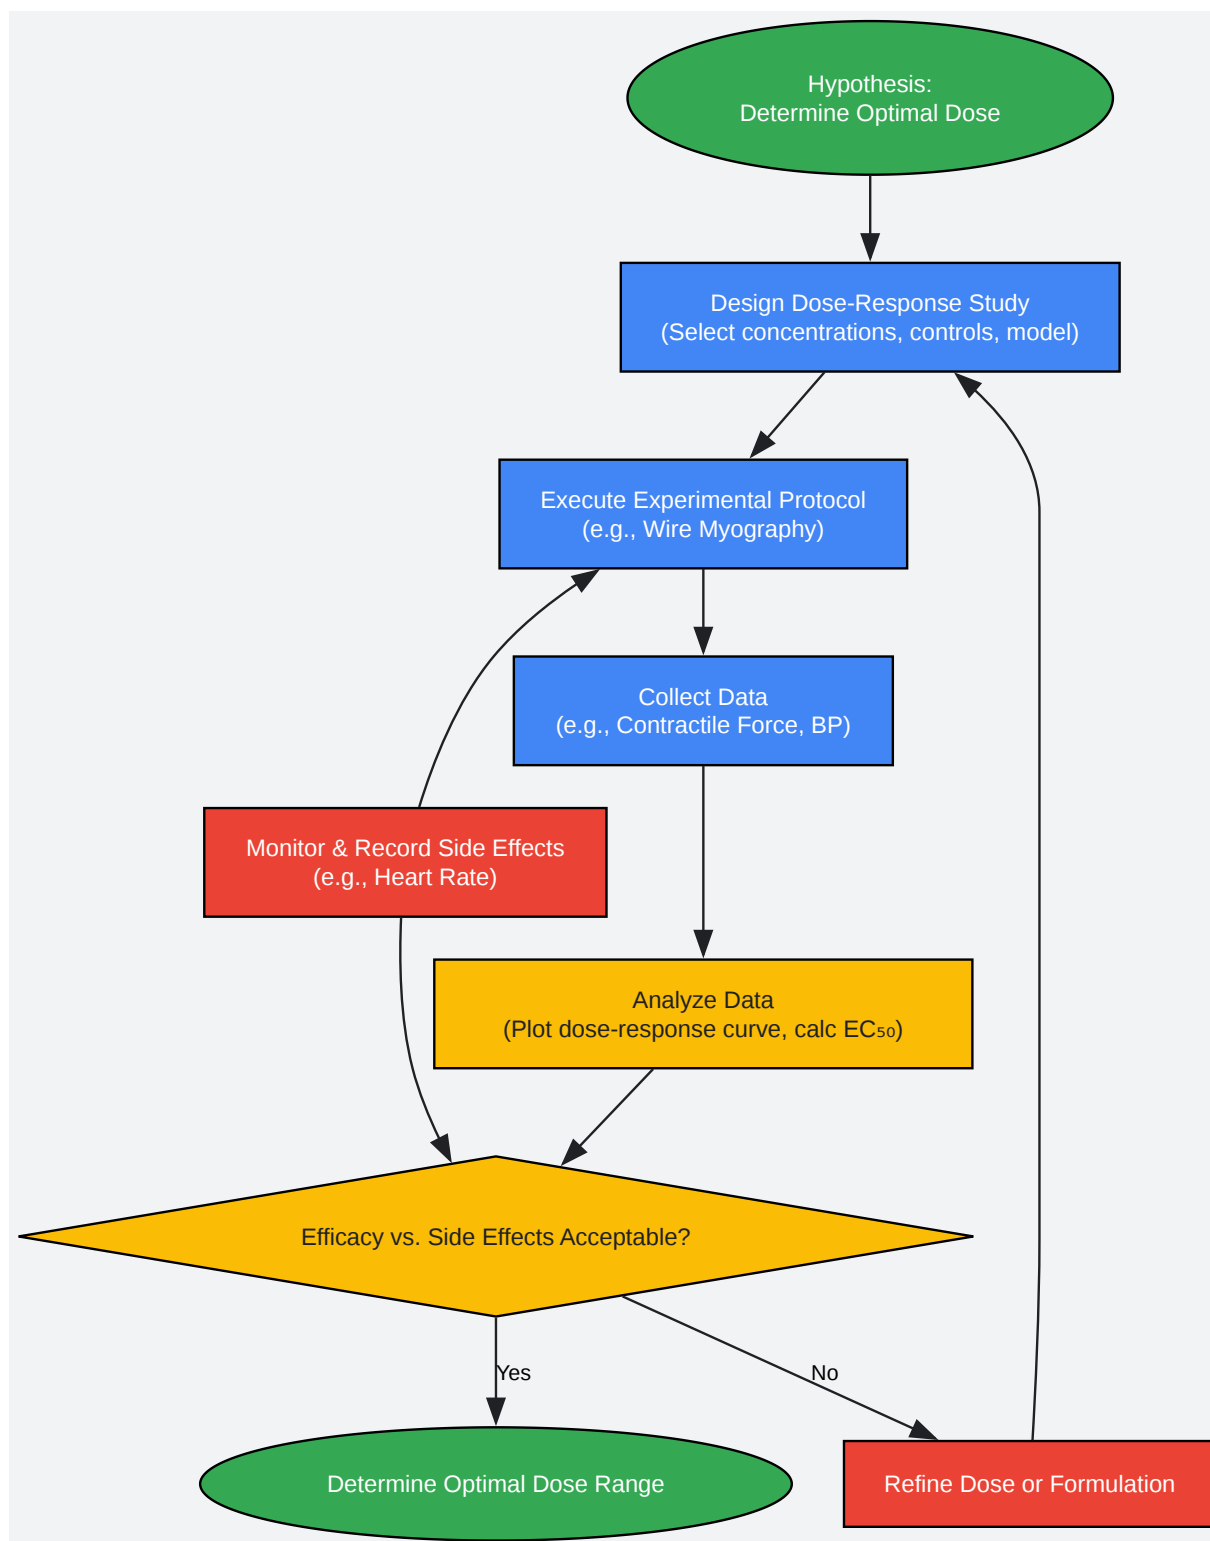 Hypothesis:
Determine Optimal Dose
Design Dose-Response Study
(Select concentrations, controls, model)
Execute Experimental Protocol
(e.g., Wire Myography)
Collect Data
(e.g., Contractile Force, BP)
Monitor & Record Side Effects
(e.g., Heart Rate)
Analyze Data
(Plot dose-response curve, calc EC₅₀)
Efficacy vs. Side Effects Acceptable?
Yes
No
Determine Optimal Dose Range
Refine Dose or Formulation